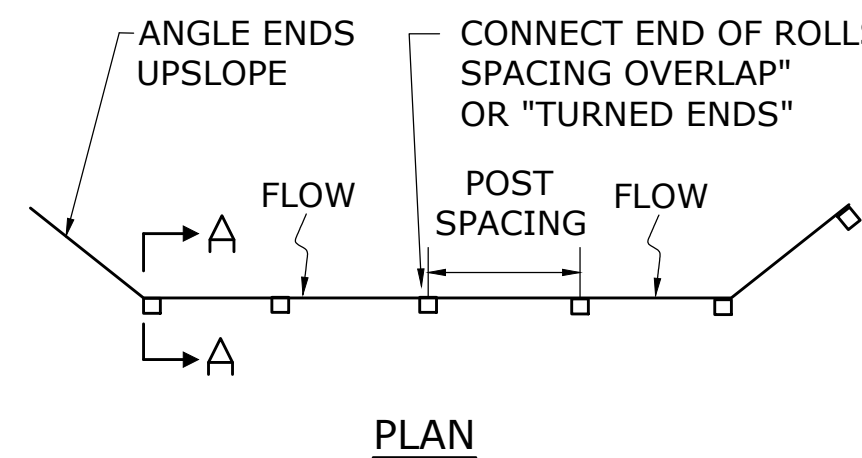 ANGLE ENDS
UPSLOPE
CONNECT END OF ROLLS
SPACING OVERLAP"
OR "TURNED ENDS"
FLOW
POST
SPACING
FLOW
A
A
PLAN